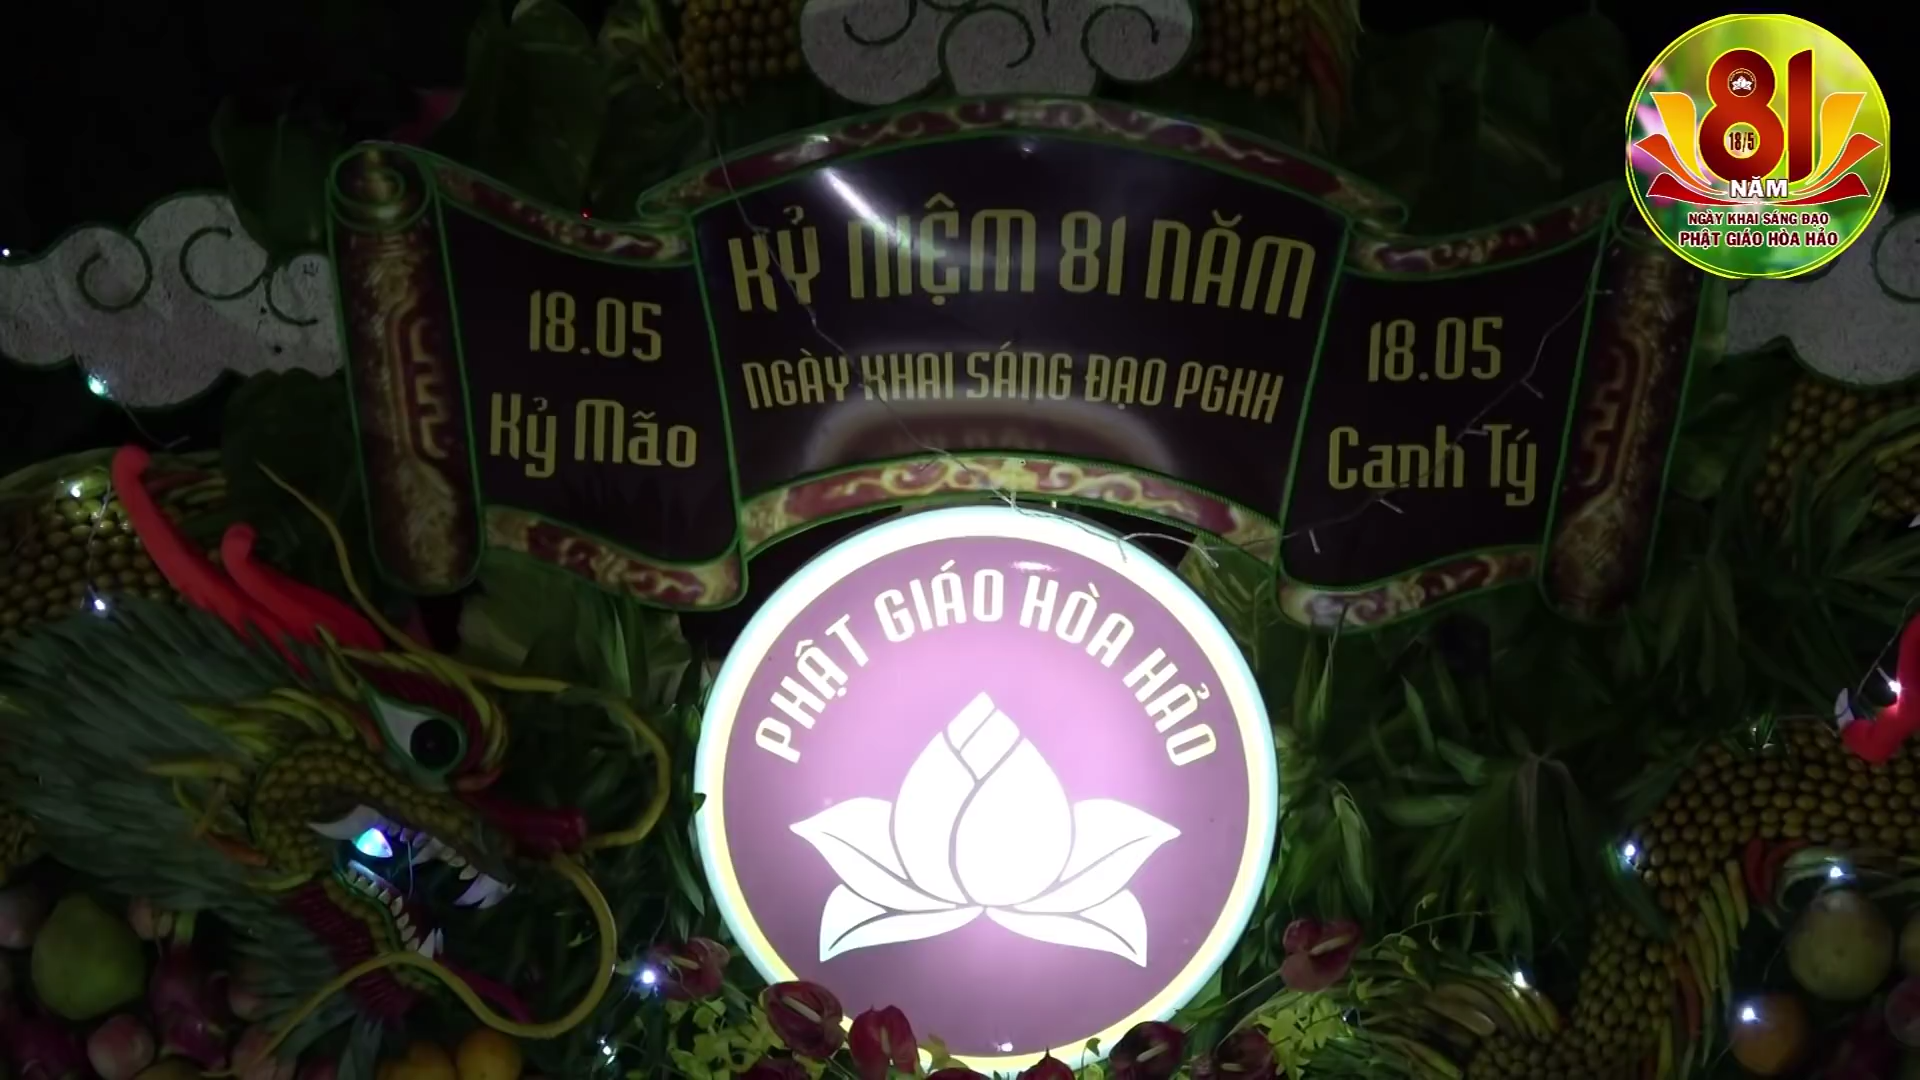 18.05
Kỷ Mão
KỶ NIỆM 81 NĂM
NGÀY KHAI SÁNG ĐẠO PGHH
18.05
Canh Tý
PHẬT GIÁO HÒA HẢO
81
18/5
NĂM
NGÀY KHAI SÁNG ĐẠO
PHẬT GIÁO HÒA HẢO